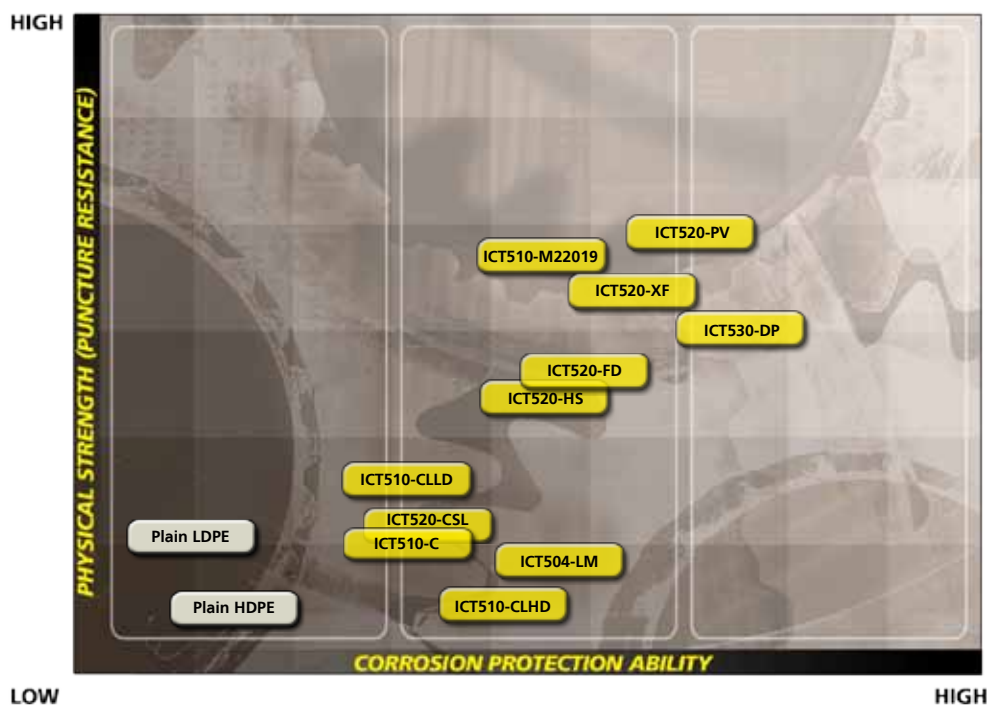 HIGH
PHYSICAL STRENGTH (PUNCTURE RESISTANCE)
ICT520-PV
ICT510-M22019
ICT520-XF
ICT530-DP
ICT520-FD
ICT520-HS
ICT510-CLLD
ICT520-CSL
Plain LDPE
ICT510-C
ICT504-LM
Plain HDPE
ICT510-CLHD
CORROSION PROTECTION ABILITY
LOW
HIGH